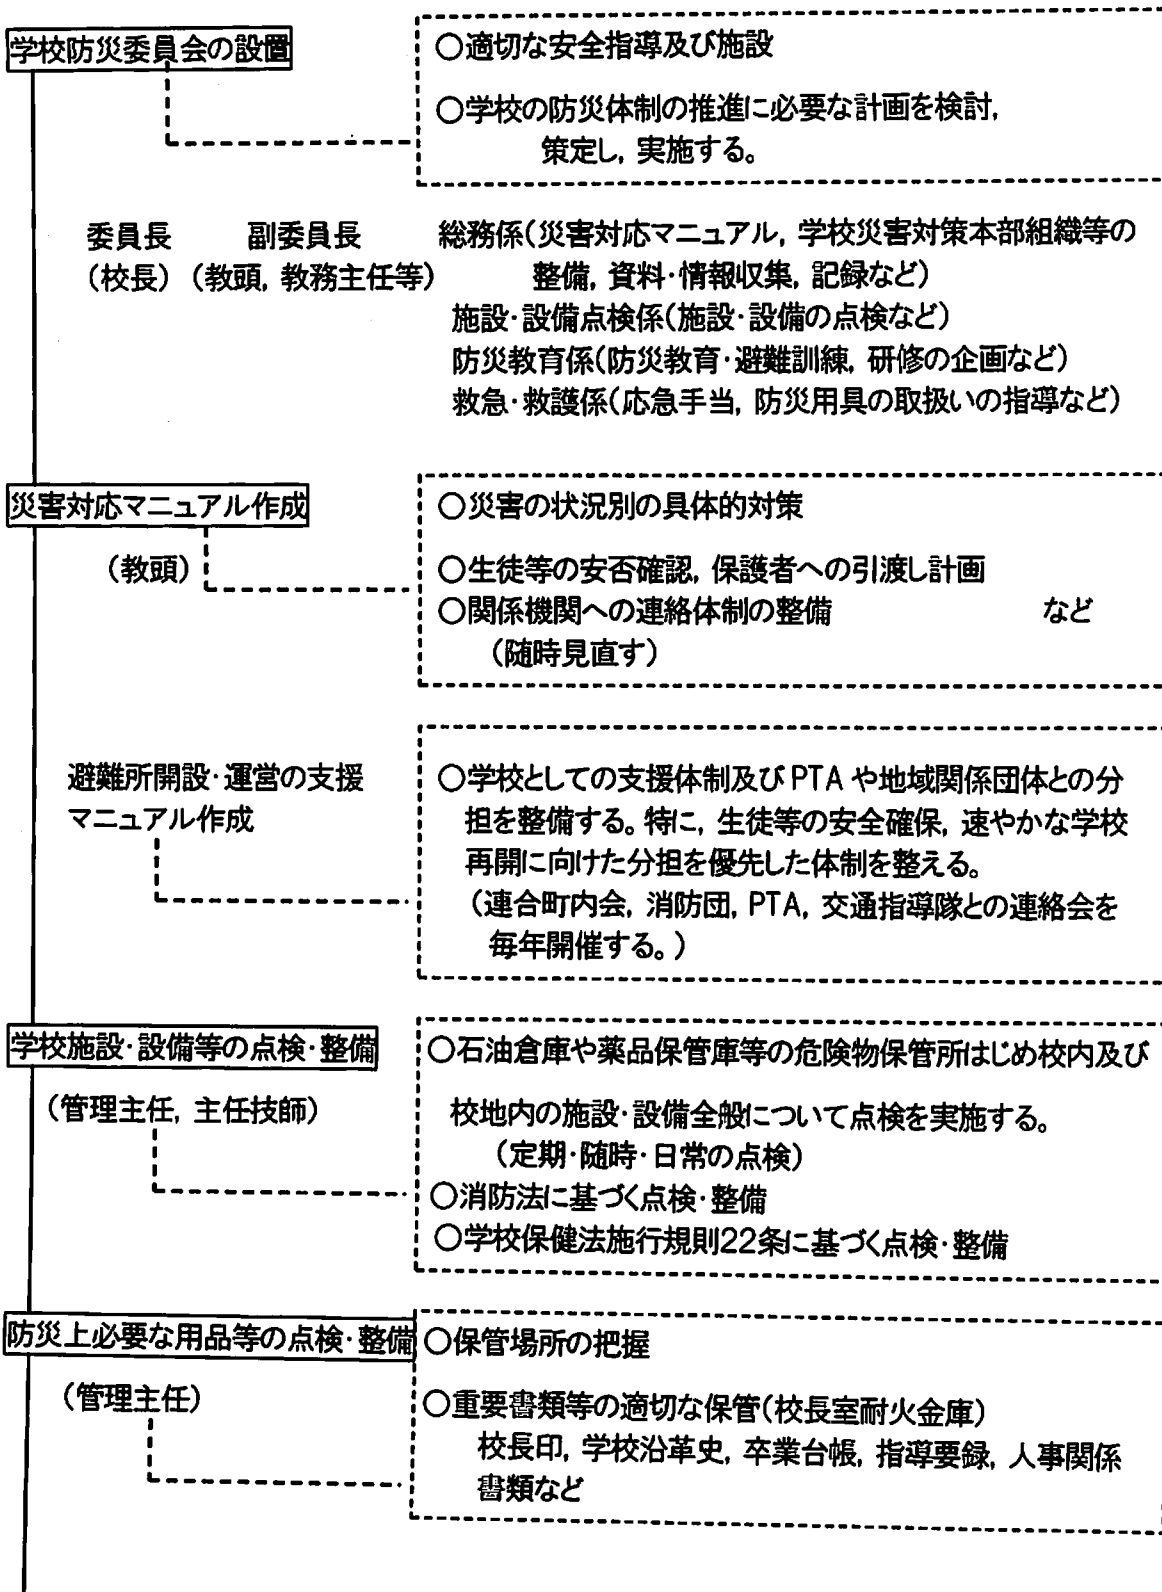 学校防災委員会の設置
○適切な安全指導及び施設
○学校の防災体制の推進に必要な計画を検討,
策定し, 実施する。
委員長 副委員長 総務係(災害対応マニュアル, 学校災害対策本部組織等の
(校長) (教頭, 教務主任等) 整備, 資料・情報収集, 記録など)
施設・設備点検係(施設・設備の点検など)
防災教育係(防災教育・避難訓練, 研修の企画など)
救急・救護係(応急手当, 防災用具の取扱いの指導など)
災害対応マニュアル作成
(教頭)
○災害の状況別の具体的対策
○生徒等の安否確認, 保護者への引渡し計画
○関係機関への連絡体制の整備 など
(随時見直す)
避難所開設・運営の支援
マニュアル作成
○学校としての支援体制及び PTA や地域関係団体との分
担を整備する。特に, 生徒等の安全確保, 速やかな学校
再開に向けた分担を優先した体制を整える。
(連合町内会, 消防団, PTA, 交通指導隊との連絡会を
毎年開催する。)
学校施設・設備等の点検・整備
(管理主任, 主任技師)
○石油倉庫や薬品保管庫等の危険物保管所はじめ校内及び
校地内の施設・設備全般について点検を実施する。
(定期・随時・日常の点検)
○消防法に基づく点検・整備
○学校保健法施行規則22条に基づく点検・整備
防災上必要な用品等の点検・整備
(管理主任)
○保管場所の把握
○重要書類等の適切な保管(校長室耐火金庫)
校長印, 学校沿革史, 卒業台帳, 指導要録, 人事関係
書類など